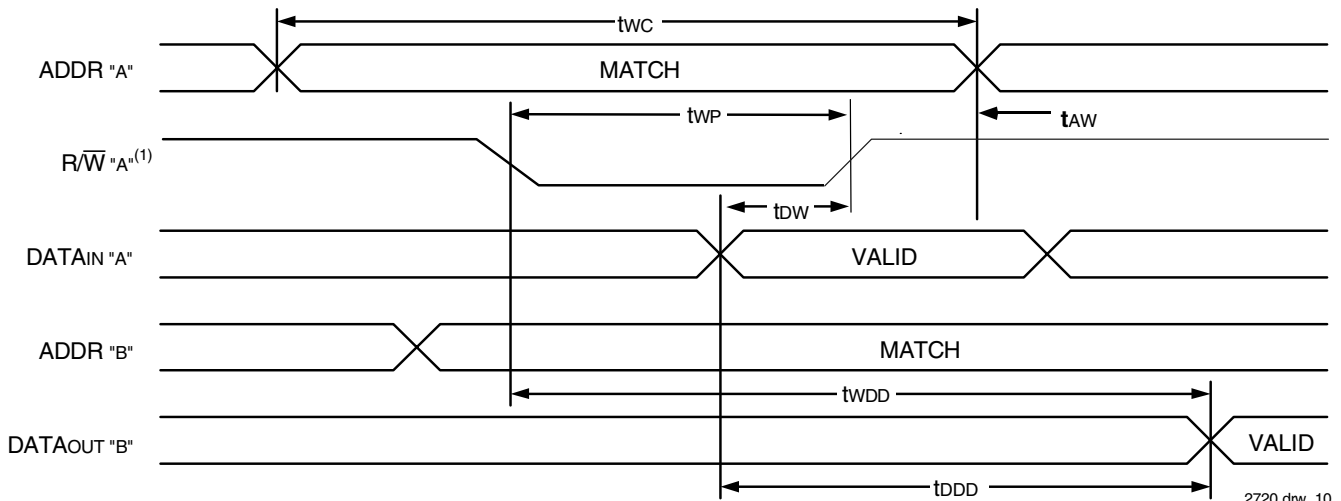 tWC
ADDR "A"
MATCH
tWP
tAW
R/W̅ "A"(1)
tDW
DATAIN "A"
VALID
ADDR "B"
MATCH
tWDD
DATAOUT "B"
VALID
tDDD
2720 drw 10